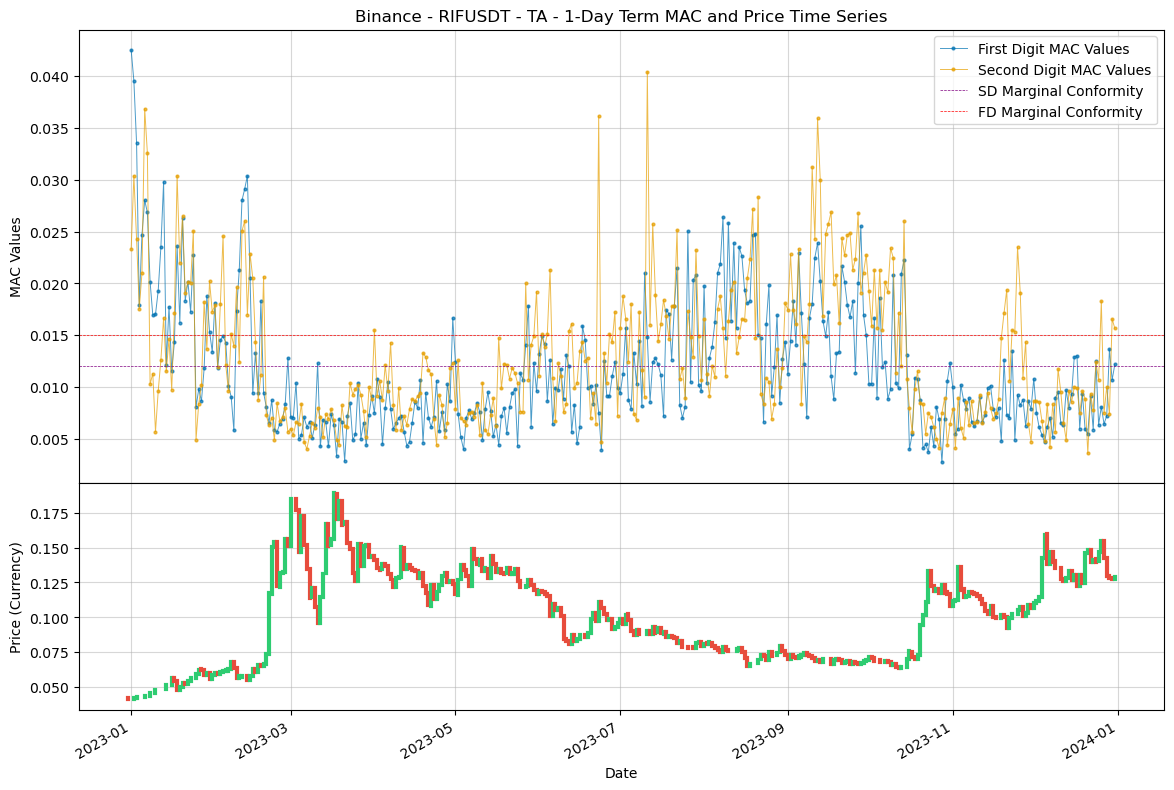 Binance - RIFUSDT - TA - 1-Day Term MAC and Price Time Series
First Digit MAC Values
Second Digit MAC Values
SD Marginal Conformity
FD Marginal Conformity
MAC Values
0.040
0.035
0.030
0.025
0.020
0.015
0.010
0.005
Price (Currency)
0.175
0.150
0.125
0.100
0.075
0.050
2023-01
2023-03
2023-05
2023-07
2023-09
2023-11
2024-01
Date